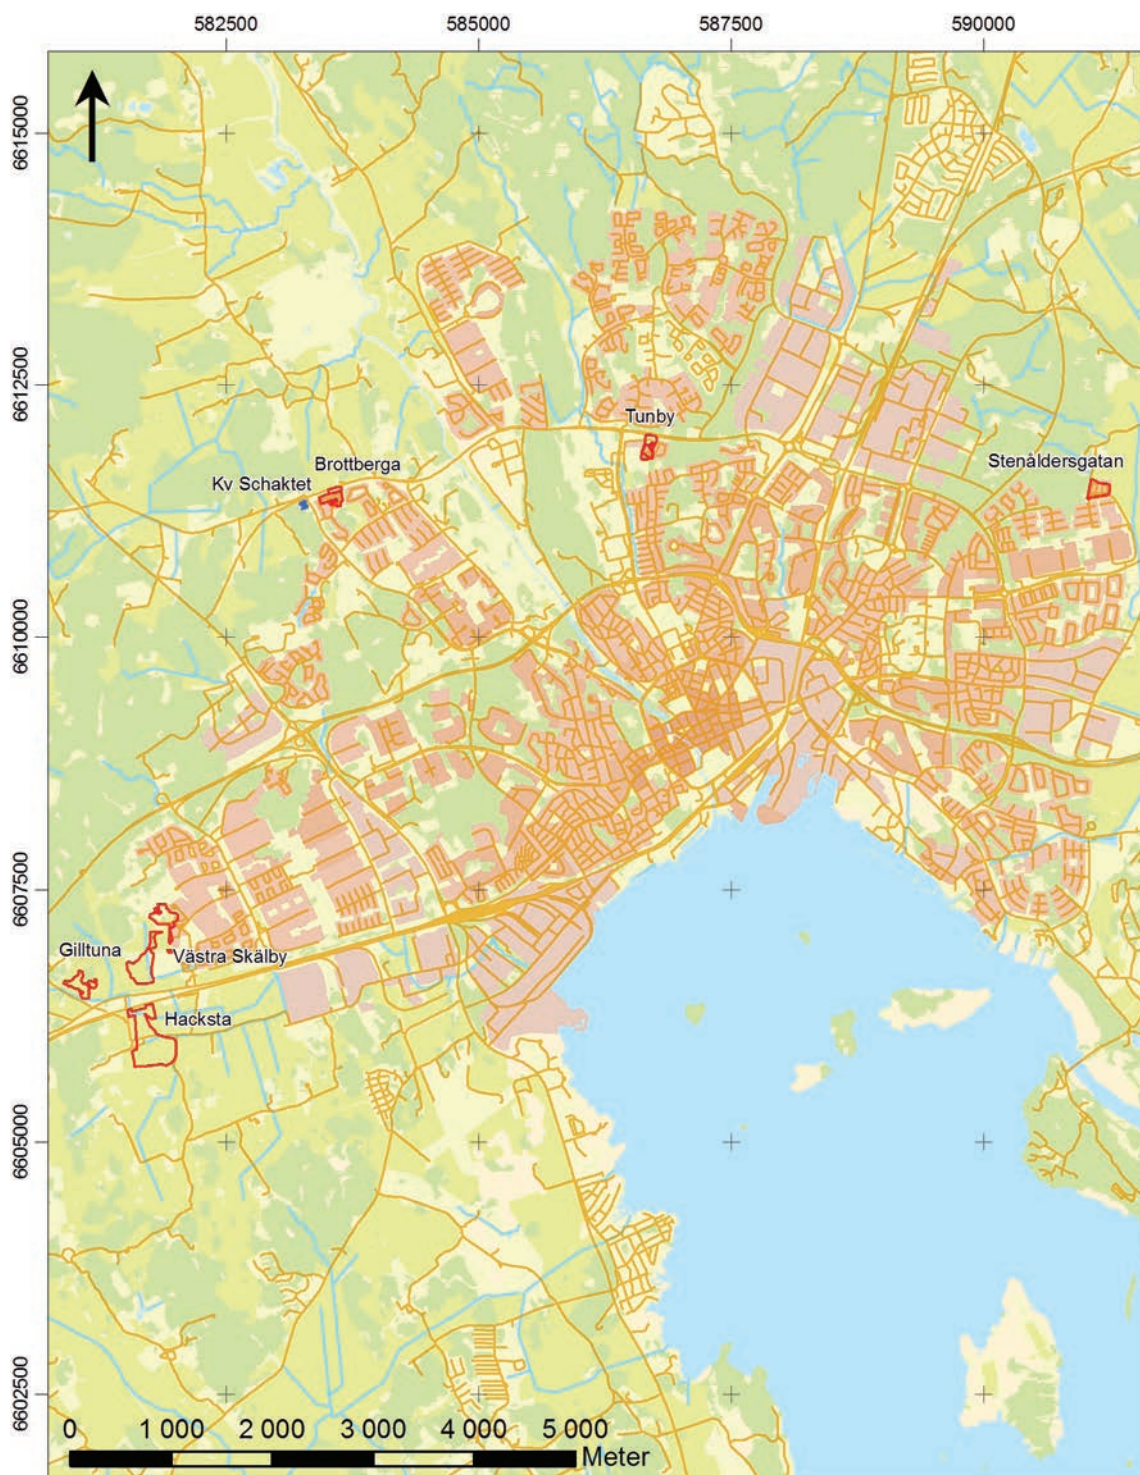 582500 585000 587500 590000
6615000
6612500
Tunby
Stenåldersgatan
Brottberga
Kv Schaktet
6610000
6607500
Gilltuna
Västra Skälby
Hacksta
6605000
6602500
0 1 000 2 000 3 000 4 000 5 000
Meter